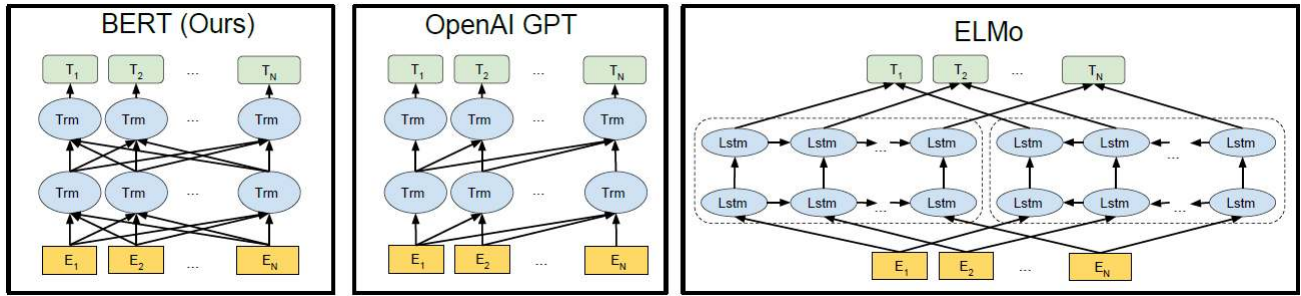 BERT (Ours)
T1 T2 ... TN
Trm Trm ... Trm
Trm Trm ... Trm
E1 E2 ... EN
OpenAI GPT
T1 T2 ... TN
Trm Trm ... Trm
Trm Trm ... Trm
E1 E2 ... EN
ELMo
T1 T2 ... TN
Lstm Lstm ... Lstm Lstm Lstm ... Lstm
Lstm Lstm ... Lstm Lstm Lstm ... Lstm
E1 E2 ... EN